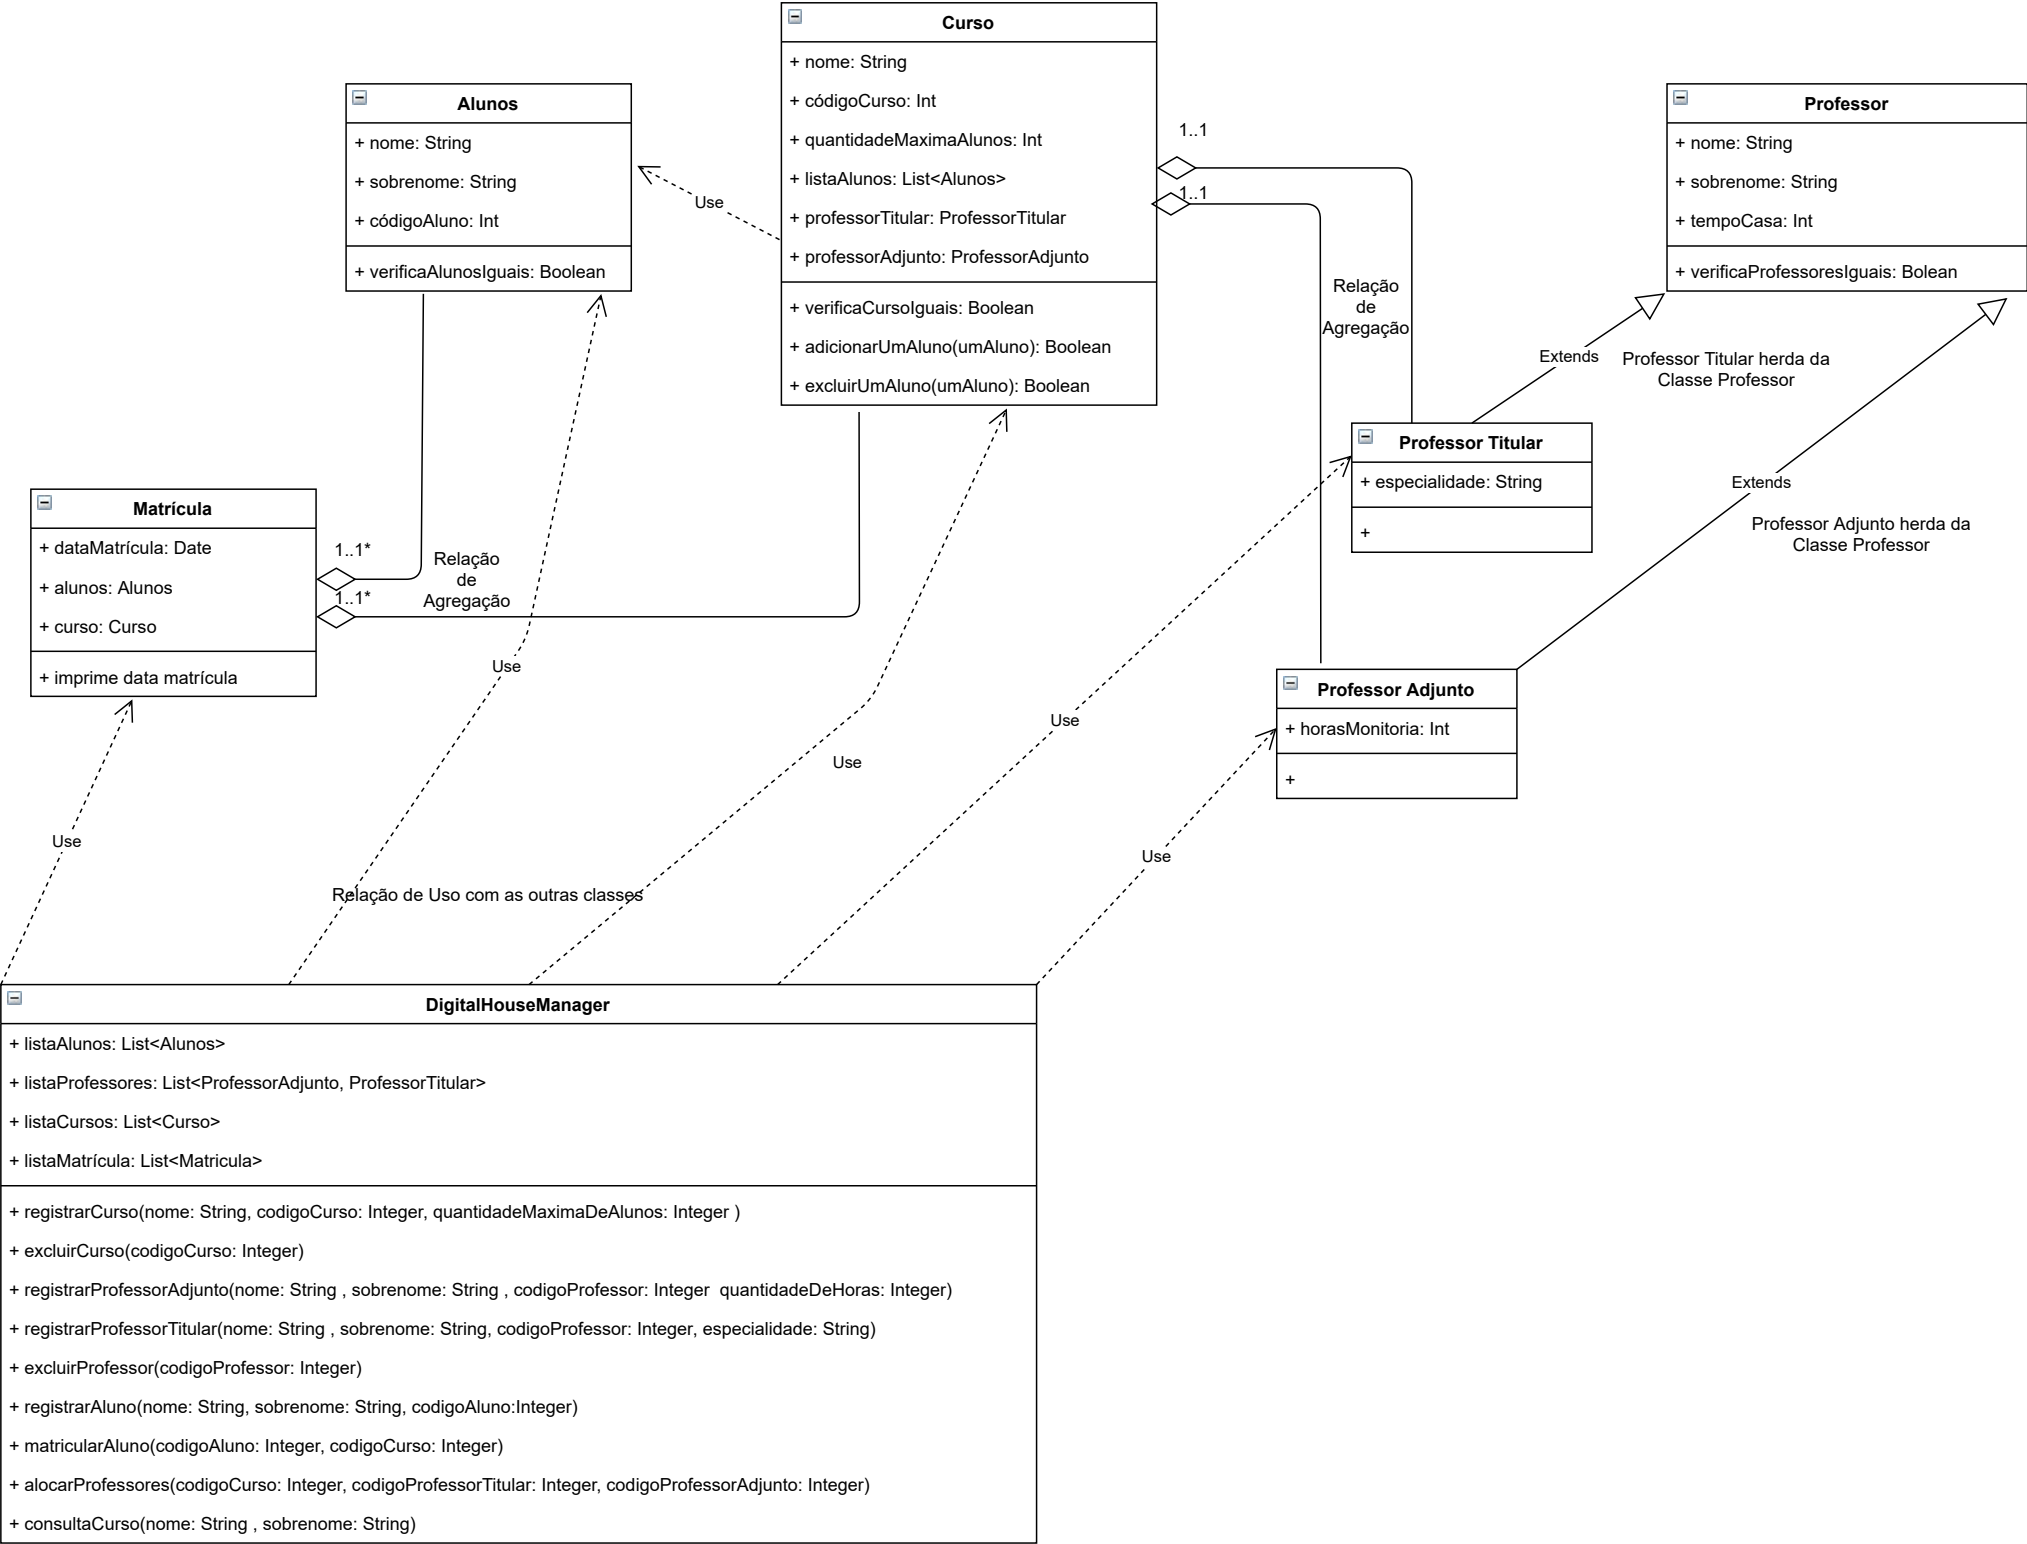 Curso
+ nome: String
+ códigoCurso: Int
+ quantidadeMaximaAlunos: Int
+ listaAlunos: List<Alunos>
+ professorTitular: ProfessorTitular
+ professorAdjunto: ProfessorAdjunto
+ verificaCursoIguais: Boolean
+ adicionarUmAluno(umAluno): Boolean
+ excluirUmAluno(umAluno): Boolean
Alunos
+ nome: String
+ sobrenome: String
+ códigoAluno: Int
+ verificaAlunosIguais: Boolean
Use
1..1
1..1
Relação
de
Agregação
Professor
+ nome: String
+ sobrenome: String
+ tempoCasa: Int
+ verificaProfessoresIguais: Bolean
Extends
Professor Titular herda da
Classe Professor
Professor Titular
+ especialidade: String
+
Extends
Professor Adjunto herda da
Classe Professor
Matrícula
+ dataMatrícula: Date
+ alunos: Alunos
+ curso: Curso
+ imprime data matrícula
1..1*
1..1*
Relação
de
Agregação
Professor Adjunto
+ horasMonitoria: Int
+
Use
Use
Use
Use
Use
Relação de Uso com as outras classes
DigitalHouseManager
+ listaAlunos: List<Alunos>
+ listaProfessores: List<ProfessorAdjunto, ProfessorTitular>
+ listaCursos: List<Curso>
+ listaMatrícula: List<Matricula>
+ registrarCurso(nome: String, codigoCurso: Integer, quantidadeMaximaDeAlunos: Integer )
+ excluirCurso(codigoCurso: Integer)
+ registrarProfessorAdjunto(nome: String , sobrenome: String , codigoProfessor: Integer  quantidadeDeHoras: Integer)
+ registrarProfessorTitular(nome: String , sobrenome: String, codigoProfessor: Integer, especialidade: String)
+ excluirProfessor(codigoProfessor: Integer)
+ registrarAluno(nome: String, sobrenome: String, codigoAluno:Integer)
+ matricularAluno(codigoAluno: Integer, codigoCurso: Integer)
+ alocarProfessores(codigoCurso: Integer, codigoProfessorTitular: Integer, codigoProfessorAdjunto: Integer)
+ consultaCurso(nome: String , sobrenome: String)